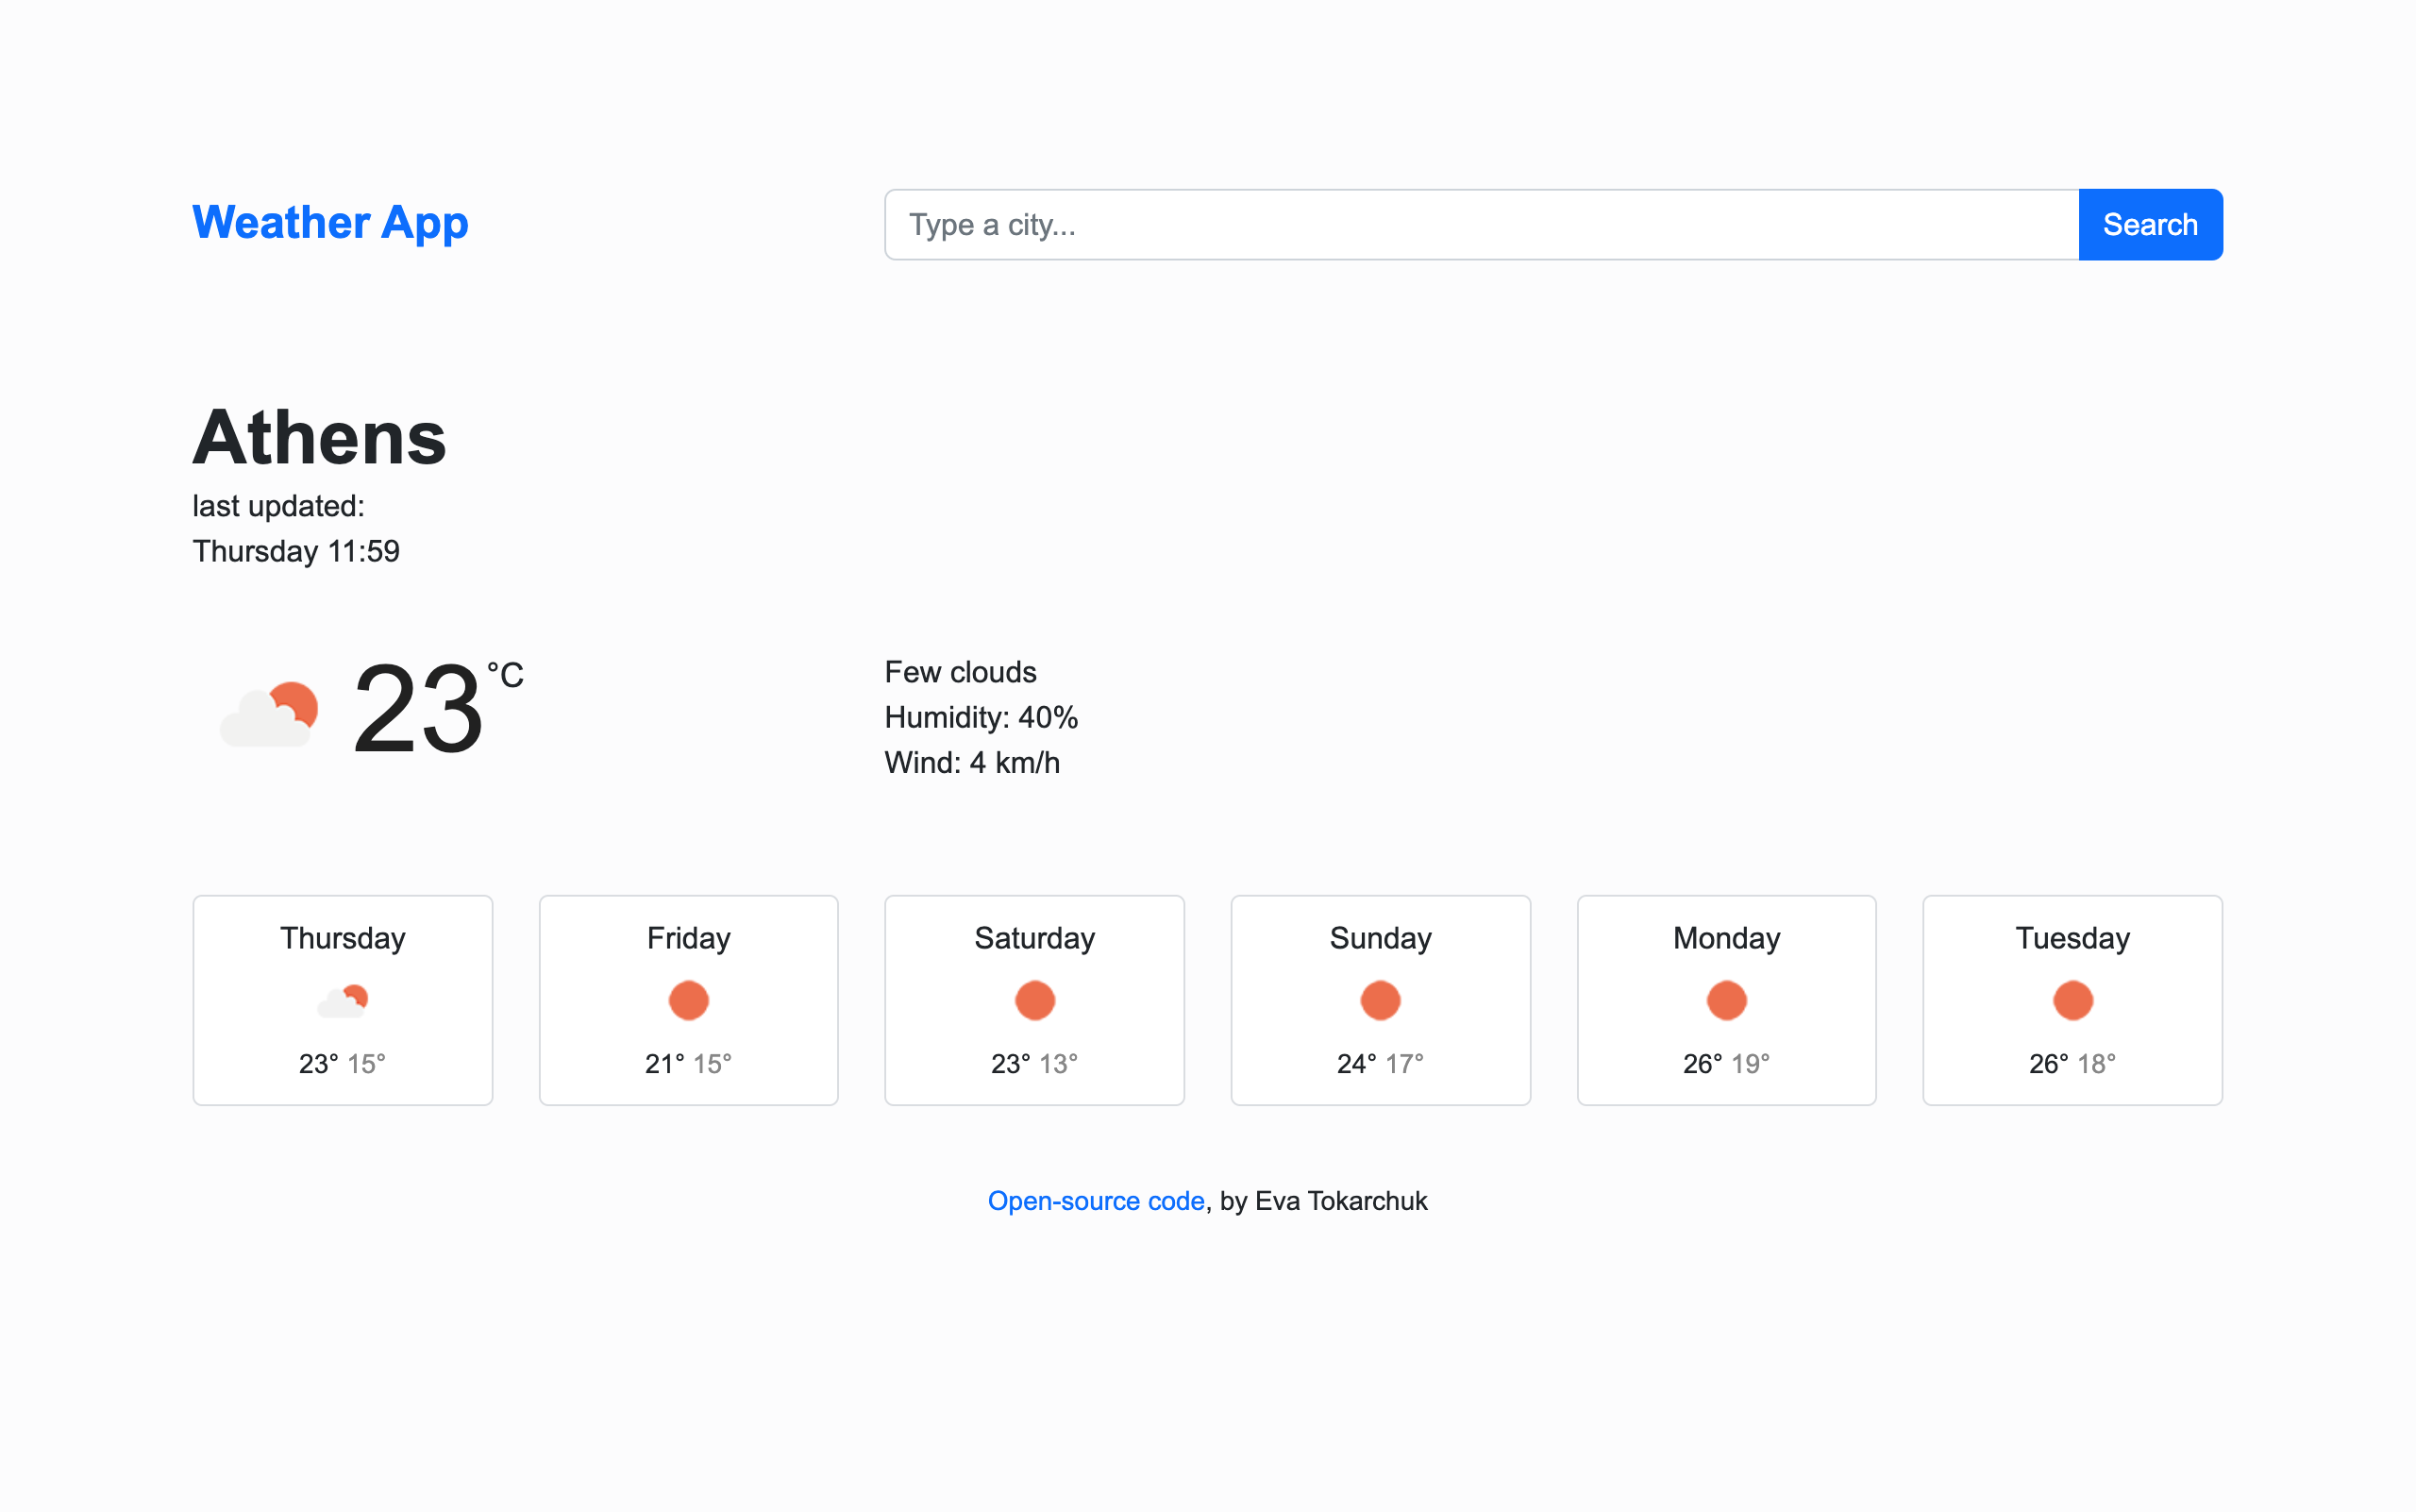 Weather App
Type a city...
Search
Athens
last updated:
Thursday 11:59
23°C
Few clouds
Humidity: 40%
Wind: 4 km/h
Thursday
23° 15°
Friday
21° 15°
Saturday
23° 13°
Sunday
24° 17°
Monday
26° 19°
Tuesday
26° 18°
Open-source code, by Eva Tokarchuk